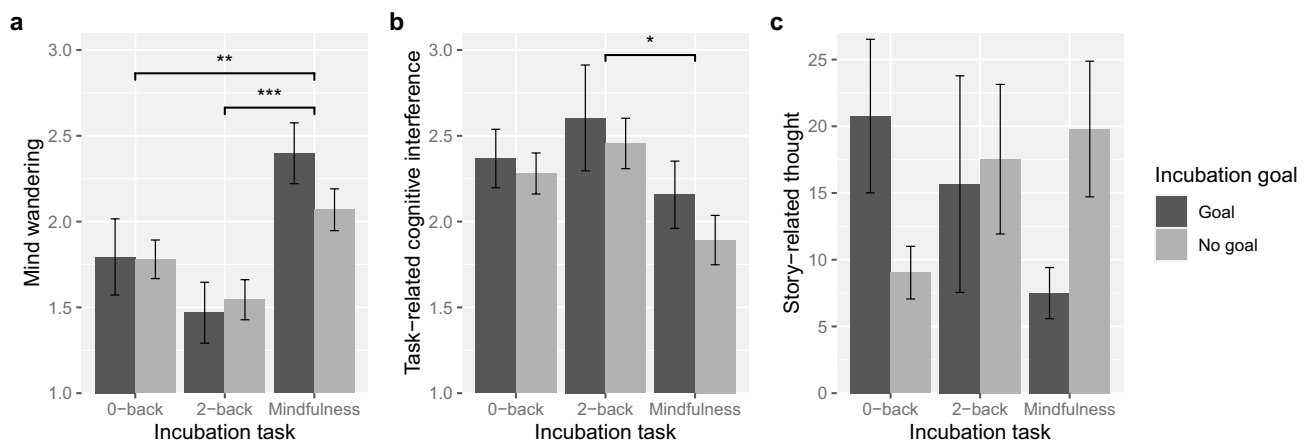 a
3.0
2.5
2.0
1.5
1.0
Mind wandering
**
***
0−back 2−back Mindfulness
Incubation task
b
3.0
2.5
2.0
1.5
1.0
Task−related cognitive interference
*
0−back 2−back Mindfulness
Incubation task
c
25
20
15
10
5
0
Story−related thought
0−back 2−back Mindfulness
Incubation task
Incubation goal
Goal
No goal